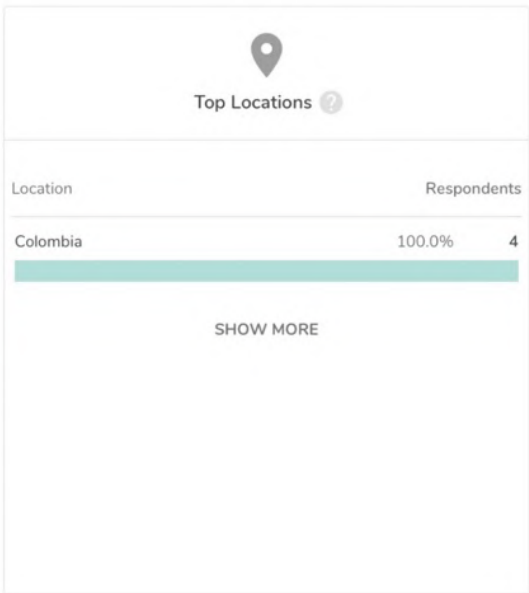 Top Locations ?
Location Respondents
Colombia 100.0% 4
SHOW MORE